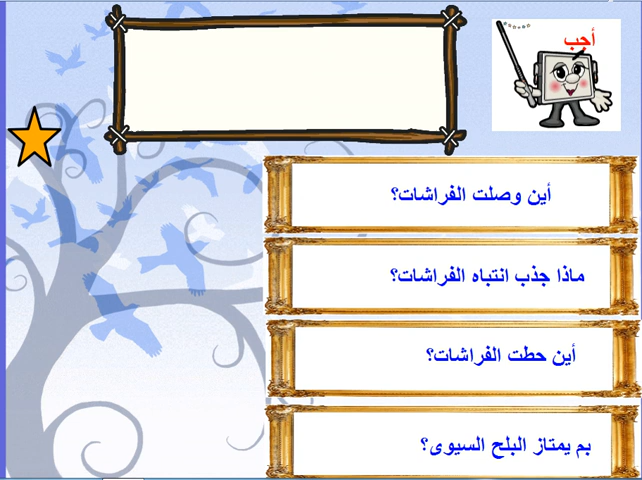 أجب
أين وصلت الفراشات؟
ماذا جذب انتباه الفراشات؟
أين حطت الفراشات؟
بم يمتاز البلح السيوى؟